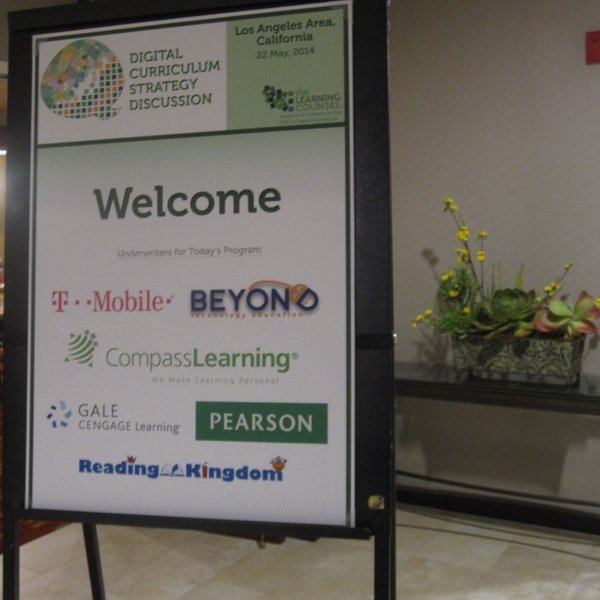 DIGITAL
CURRICULUM
STRATEGY
DISCUSSION
Los Angeles Area,
California
22 May, 2014
the
LEARNING
COUNSEL
Welcome
Underwriters for Today's Program
T··Mobile·
BEYOND
technology education
CompassLearning®
We Make Learning Personal
GALE
CENGAGE Learning
PEARSON
Reading Kingdom